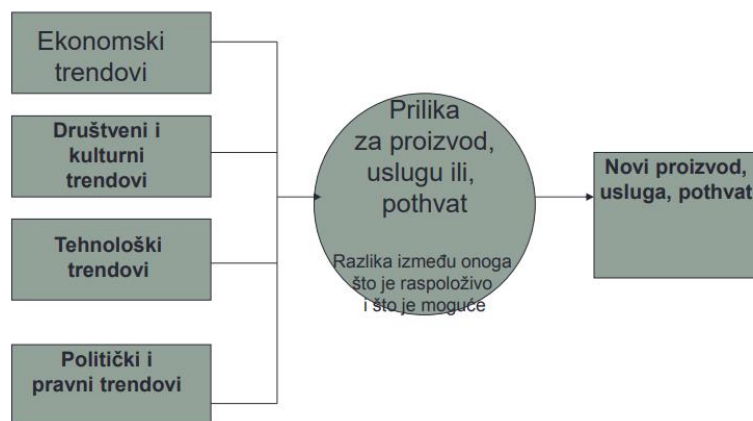 Ekonomski
trendovi
Društveni i
kulturni
trendovi
Tehnološki
trendovi
Politički i
pravni trendovi
Prilika
za proizvod,
uslugu ili,
pothvat
Razlika između onoga
što je raspoloživo
i što je moguće
Novi proizvod,
usluga, pothvat